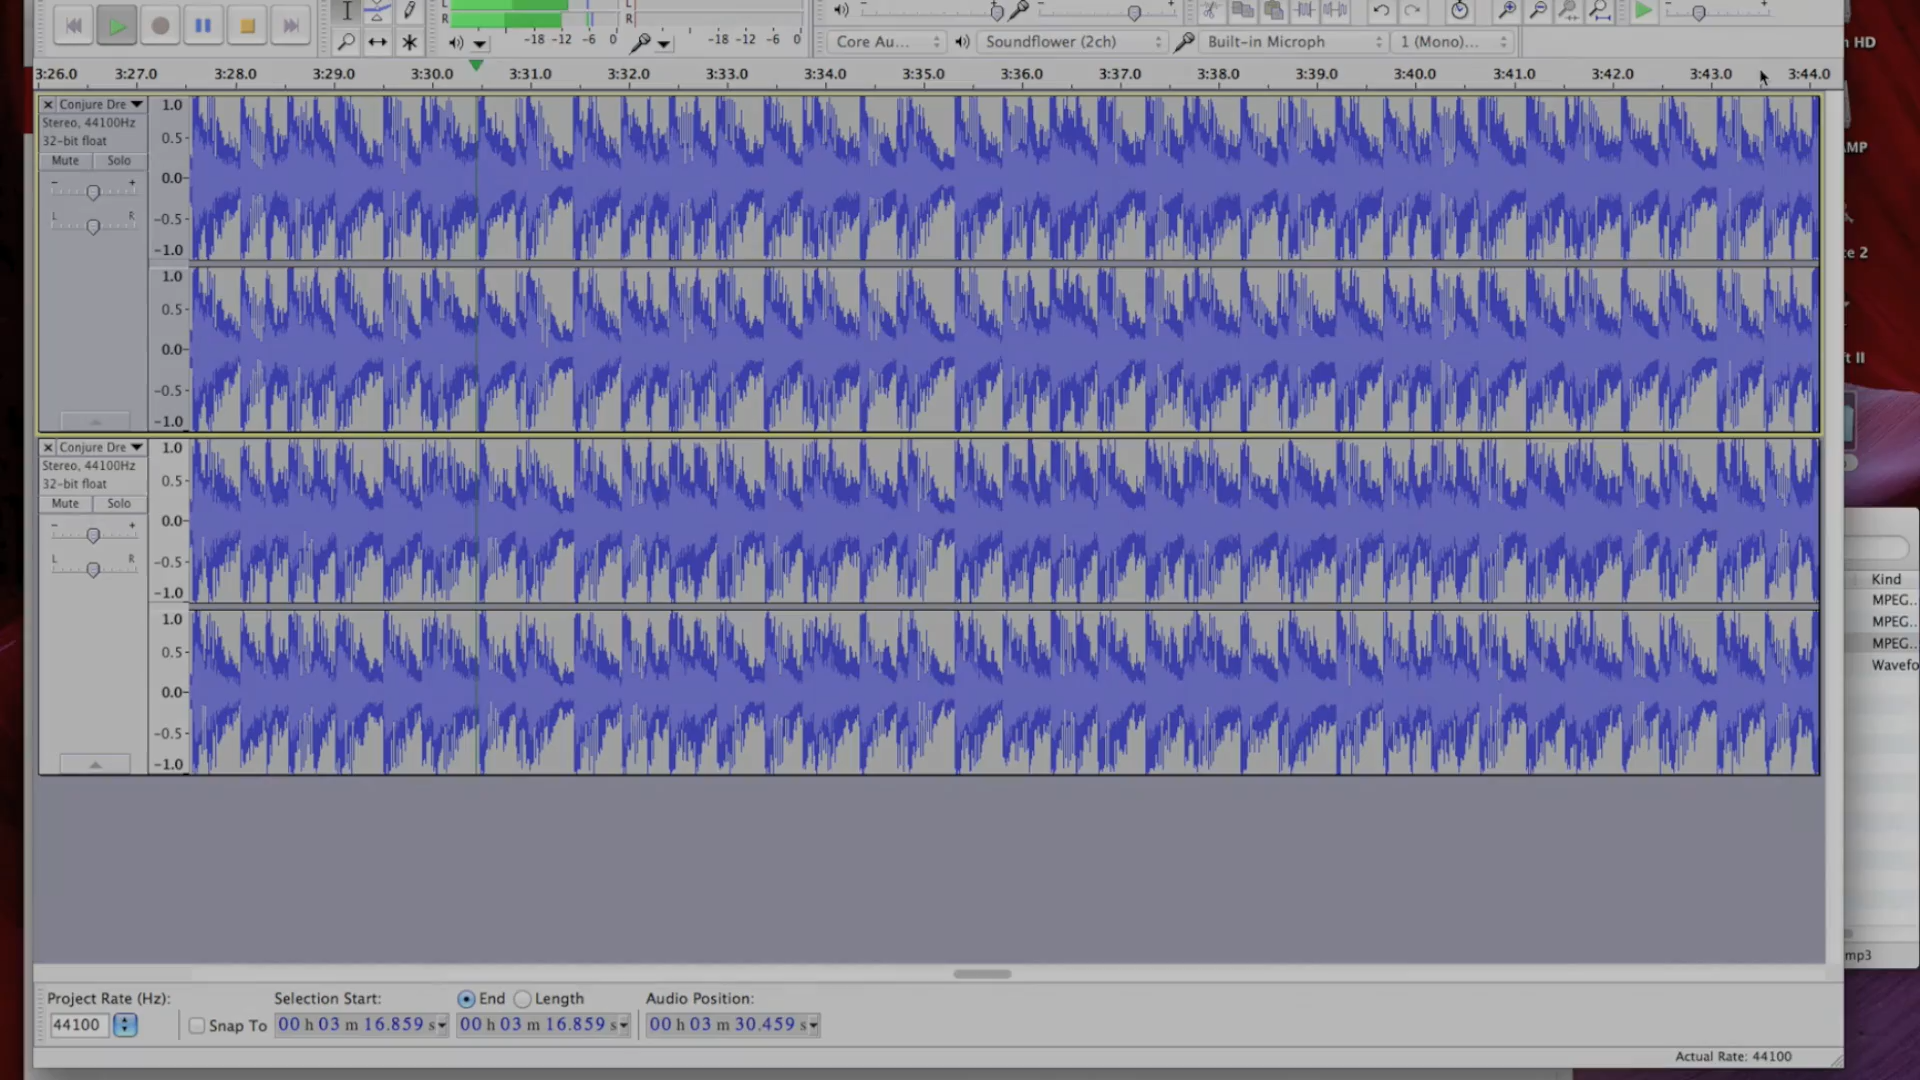 L
R
-18 -12 -6 0
L
R
-18 -12 -6 0
Core Au...
Soundflower (2ch)
Built-in Microph
1 (Mono)...
3:26.0 3:27.0 3:28.0 3:29.0 3:30.0 3:31.0 3:32.0 3:33.0 3:34.0 3:35.0 3:36.0 3:37.0 3:38.0 3:39.0 3:40.0 3:41.0 3:42.0 3:43.0 3:44.0
Conjure Dre
Stereo, 44100Hz
32-bit float
Mute Solo
- +
L R
1.0
0.5
0.0
-0.5
-1.0
1.0
0.5
0.0
-0.5
-1.0
Conjure Dre
Stereo, 44100Hz
32-bit float
Mute Solo
- +
L R
1.0
0.5
0.0
-0.5
-1.0
1.0
0.5
0.0
-0.5
-1.0
HD
ce 2
Kind
MPEG...
MPEG...
MPEG...
Wavefo
mp3
Project Rate (Hz):
44100
Snap To
Selection Start:
00 h 03 m 16.859 s
End Length
00 h 03 m 16.859 s
Audio Position:
00 h 03 m 30.459 s
Actual Rate: 44100